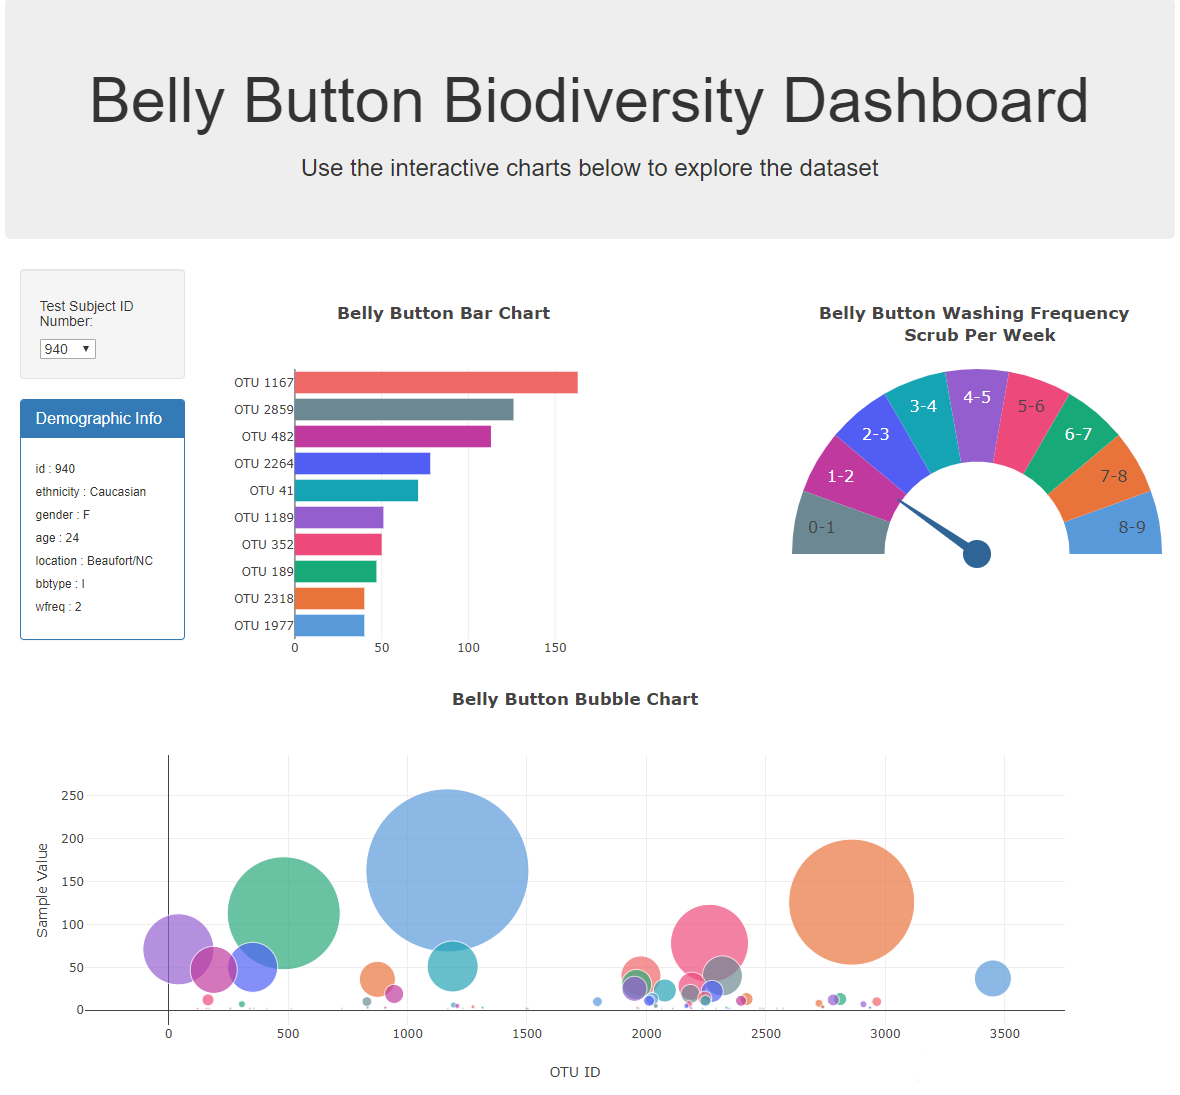 Belly Button Biodiversity Dashboard
Use the interactive charts below to explore the dataset
Test Subject ID
Number:
940
Demographic Info
id : 940
ethnicity : Caucasian
gender : F
age : 24
location : Beaufort/NC
bbtype : I
wfreq : 2
Belly Button Bar Chart
OTU 1167
OTU 2859
OTU 482
OTU 2264
OTU 41
OTU 1189
OTU 352
OTU 189
OTU 2318
OTU 1977
0 50 100 150
Belly Button Washing Frequency
Scrub Per Week
0-1
1-2
2-3
3-4
4-5
5-6
6-7
7-8
8-9
Belly Button Bubble Chart
Sample Value
250
200
150
100
50
0
0 500 1000 1500 2000 2500 3000 3500
OTU ID